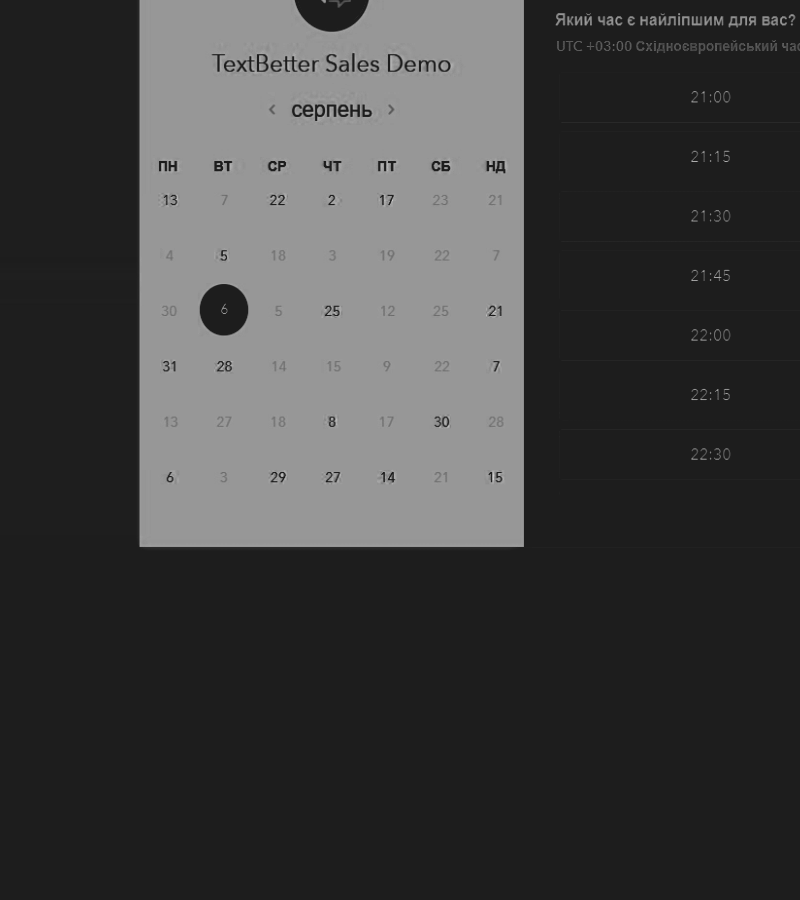 TextBetter Sales Demo
‹ серпень ›
ПН ВТ СР ЧТ ПТ СБ НД
13 7 22 2 17 23 21
4 5 18 3 19 22 7
30 6 5 25 12 25 21
31 28 14 15 9 22 7
13 27 18 8 17 30 28
6 3 29 27 14 21 15
Який час є найліпшим для вас?
UTC +03:00 Східноєвропейський
21:00
21:15
21:30
21:45
22:00
22:15
22:30